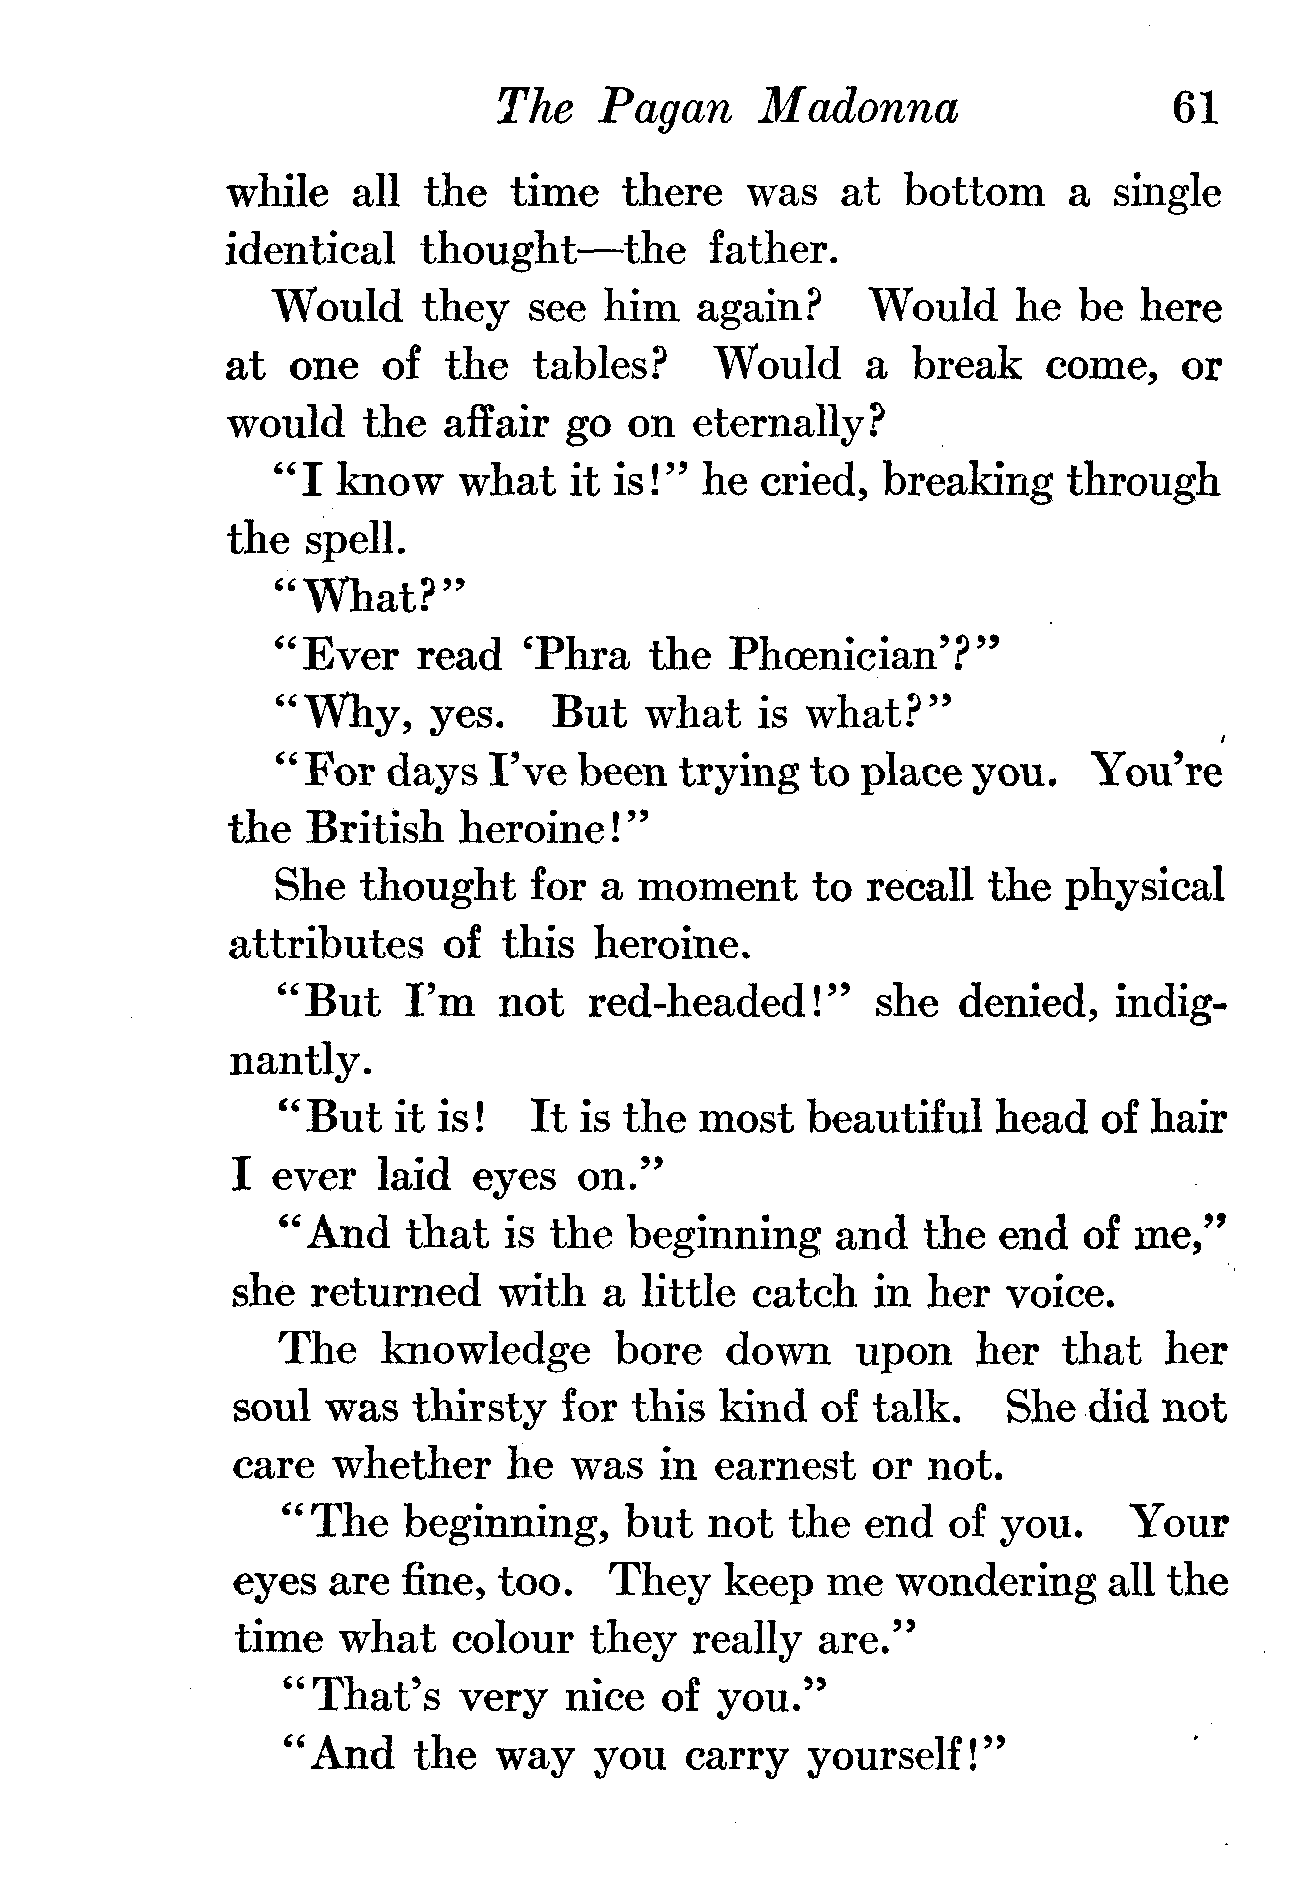 The Pagan Madonna 61
while all the time there was at bottom a single
identical thought—the father.
Would they see him again? Would he be here
at one of the tables? Would a break come, or
would the affair go on eternally?
“I know what it is!” he cried, breaking through
the spell.
“What?”
“Ever read ‘Phra the Phœnician’?”
“Why, yes. But what is what?”
“For days I’ve been trying to place you. You’re
the British heroine!”
She thought for a moment to recall the physical
attributes of this heroine.
“But I’m not red-headed!” she denied, indig-
nantly.
“But it is! It is the most beautiful head of hair
I ever laid eyes on.”
“And that is the beginning and the end of me,”
she returned with a little catch in her voice.
The knowledge bore down upon her that her
soul was thirsty for this kind of talk. She did not
care whether he was in earnest or not.
“The beginning, but not the end of you. Your
eyes are fine, too. They keep me wondering all the
time what colour they really are.”
“That’s very nice of you.”
“And the way you carry yourself!”